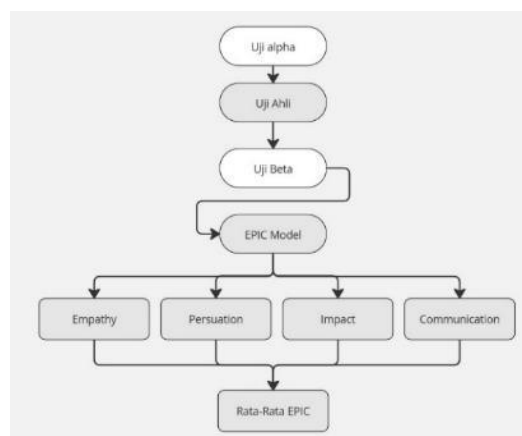 Uji alpha
Uji Ahli
Uji Beta
EPIC Model
Empathy
Persuation
Impact
Communication
Rata-Rata EPIC